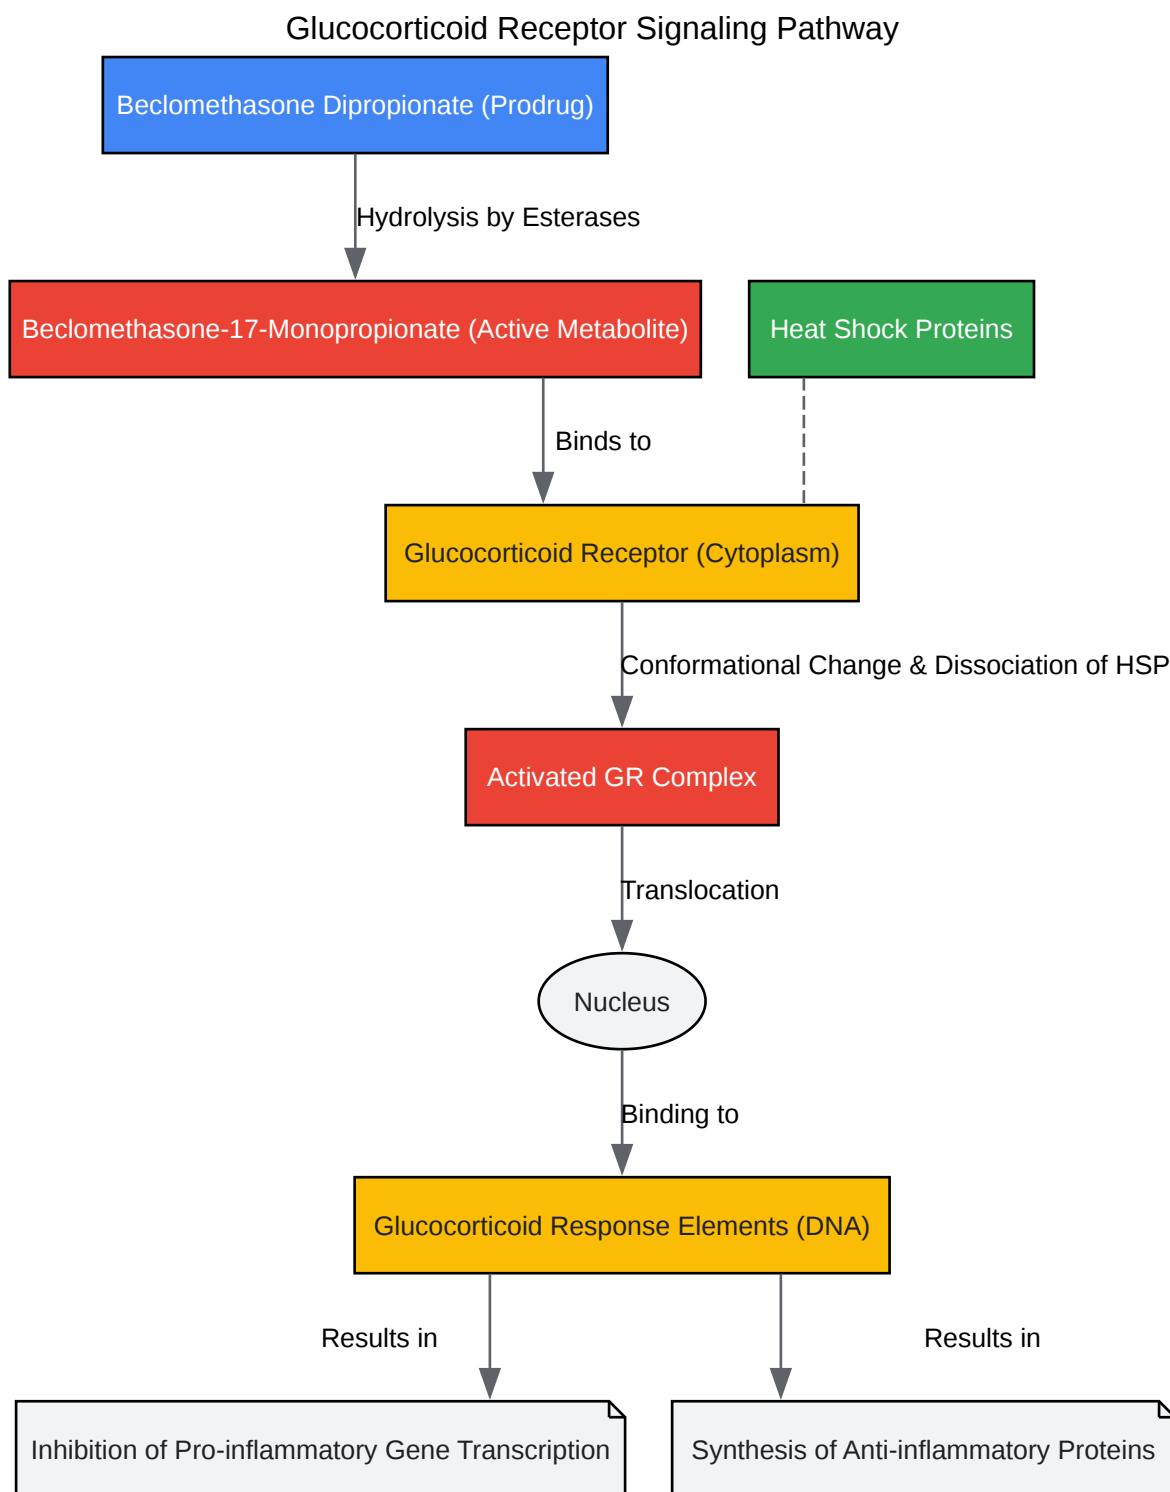 Glucocorticoid Receptor Signaling Pathway
Beclomethasone Dipropionate (Prodrug)
Hydrolysis by Esterases
Beclomethasone-17-Monopropionate (Active Metabolite)
Heat Shock Proteins
Binds to
Glucocorticoid Receptor (Cytoplasm)
Conformational Change & Dissociation of HSP
Activated GR Complex
Translocation
Nucleus
Binding to
Glucocorticoid Response Elements (DNA)
Results in
Results in
Inhibition of Pro-inflammatory Gene Transcription
Synthesis of Anti-inflammatory Proteins